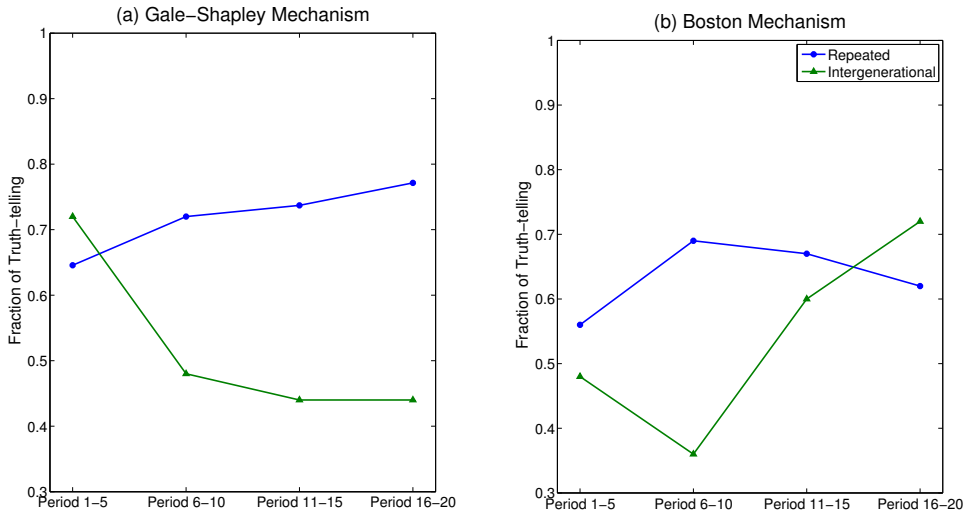 (a) Gale−Shapley Mechanism
1
0.9
0.8
0.7
0.6
0.5
0.4
0.3
Fraction of Truth−telling
Period 1−5 Period 6−10 Period 11−15 Period 16−20
(b) Boston Mechanism
Repeated
Intergenerational
1
0.9
0.8
0.7
0.6
0.5
0.4
0.3
Fraction of Truth−telling
Period 1−5 Period 6−10 Period 11−15 Period 16−20